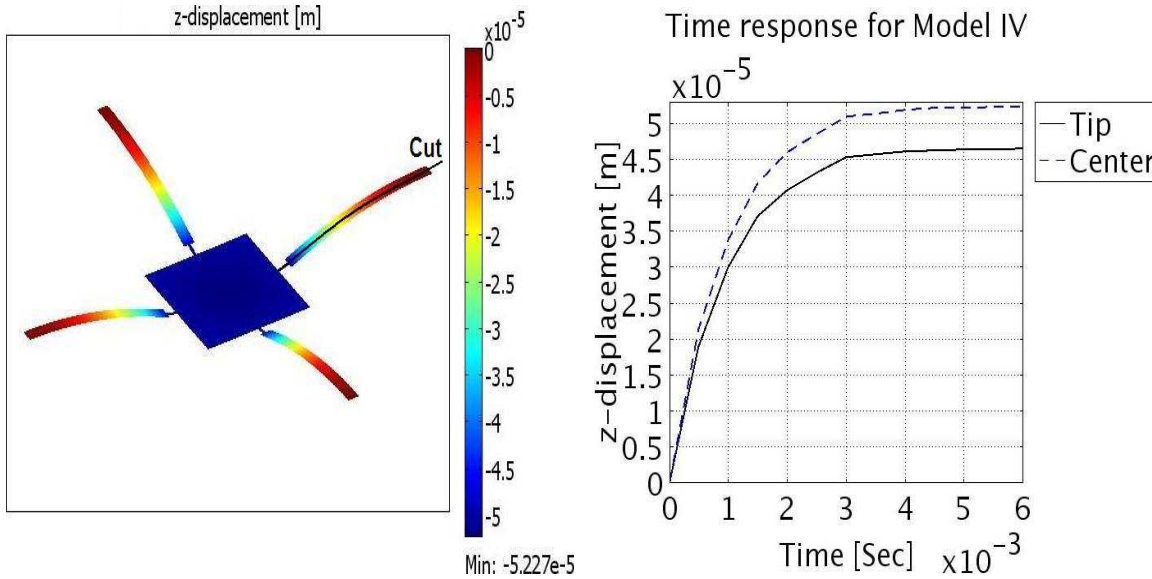 z-displacement [m]
x10^-5
0
-0.5
-1
-1.5
-2
-2.5
-3
-3.5
-4
-4.5
-5
Min: -5.227e-5
Cut
Time response for Model IV
x10^-5
5
4.5
4
3.5
3
2.5
2
1.5
1
0.5
0
z-displacement [m]
0 1 2 3 4 5 6
Time [Sec] x10^-3
Tip
Center